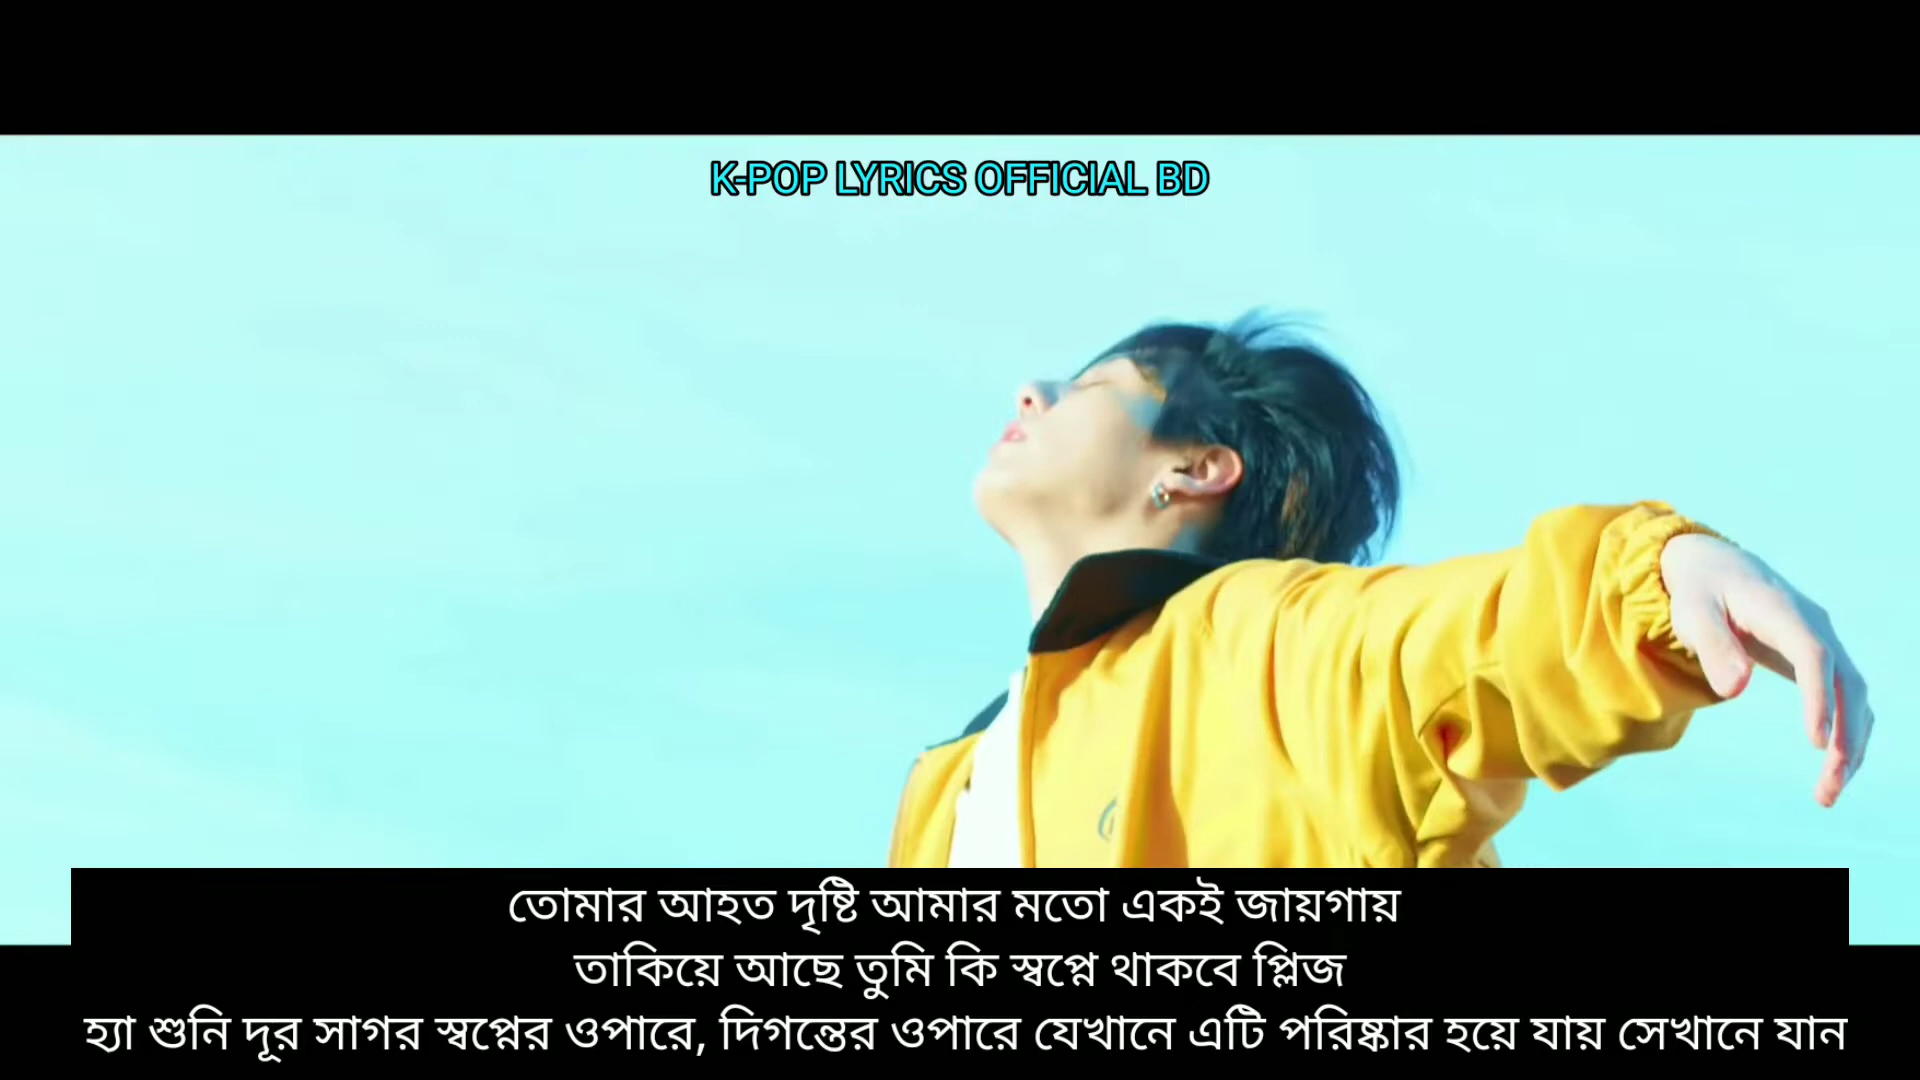 K-POP LYRICS OFFICIAL BD
তোমার আহত দৃষ্টি আমার মতো একই জায়গায়
তাকিয়ে আছে তুমি কি স্বপ্নে থাকবে প্লিজ
হ্যা শুনি দূর সাগর স্বপ্নের ওপারে, দিগন্তের ওপারে যেখানে এটি পরিষ্কার হয়ে যায় সেখানে যান